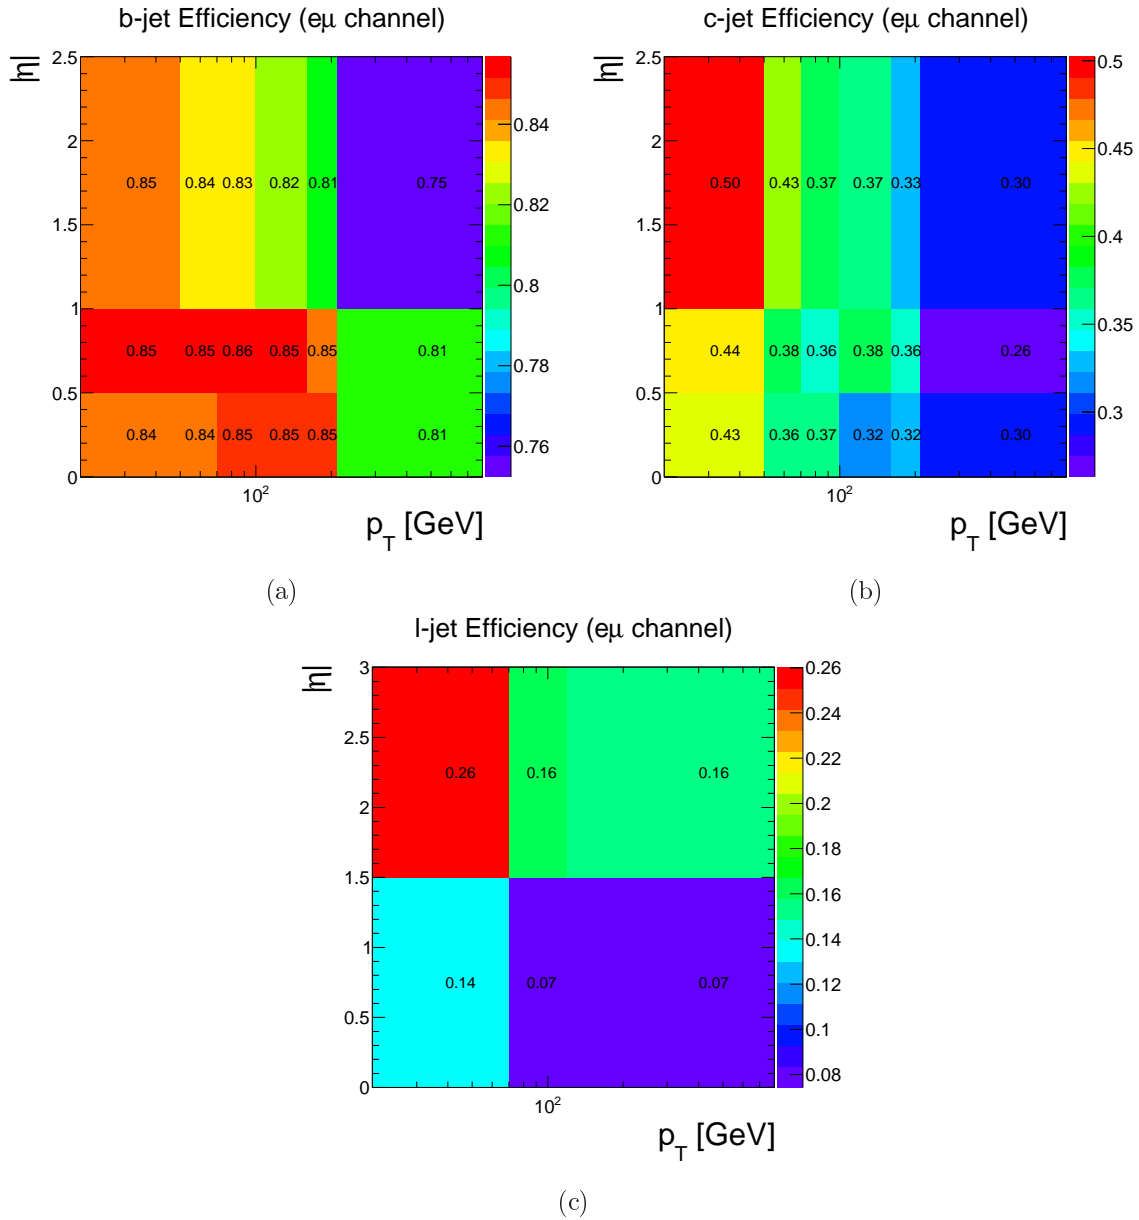 b-jet Efficiency (eμ channel)
|η|
2.5
2
1.5
1
0.5
0
0.85 0.84 0.83 0.82 0.81 0.75
0.85 0.85 0.86 0.85 0.85 0.81
0.84 0.84 0.85 0.85 0.85 0.81
0.84
0.82
0.8
0.78
0.76
10²
p_T [GeV]
(a)
c-jet Efficiency (eμ channel)
|η|
2.5
2
1.5
1
0.5
0
0.50 0.43 0.37 0.37 0.33 0.30
0.44 0.38 0.36 0.38 0.36 0.26
0.43 0.36 0.37 0.32 0.32 0.30
0.5
0.45
0.4
0.35
0.3
10²
p_T [GeV]
(b)
l-jet Efficiency (eμ channel)
|η|
3
2.5
2
1.5
1
0.5
0
0.26 0.16 0.16
0.14 0.07 0.07
0.26
0.24
0.22
0.2
0.18
0.16
0.14
0.12
0.1
0.08
10²
p_T [GeV]
(c)